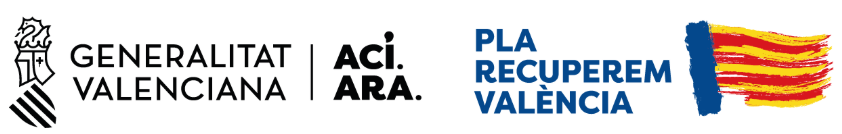 GENERALITAT
VALENCIANA
ACÍ.
ARA.
PLA
RECUPEREM
VALÈNCIA